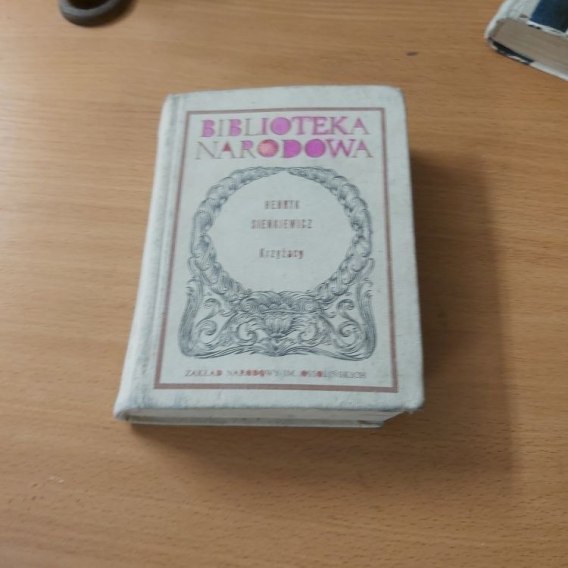 BIBLIOTEKA
NARODOWA
HENRYK
SIENKIEWICZ
Krzyżacy
ZAKŁAD NARODOWY IM. OSSOLIŃSKICH